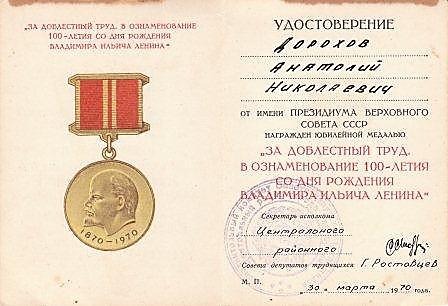 „ЗА ДОБЛЕСТНЫЙ ТРУД.
В ОЗНАМЕНОВАНИЕ
100-ЛЕТИЯ
СО ДНЯ РОЖДЕНИЯ
ВЛАДИМИРА ИЛЬИЧА ЛЕНИНА"
1870-1970
УДОСТОВЕРЕНИЕ
Дорохов
Анатолий
Николаевич
ОТ ИМЕНИ ПРЕЗИДИУМА ВЕРХОВНОГО
СОВЕТА СССР
НАГРАЖДЕН ЮБИЛЕЙНОЙ МЕДАЛЬЮ
„ЗА ДОБЛЕСТНЫЙ ТРУД.
В ОЗНАМЕНОВАНИЕ 100-ЛЕТИЯ
СО ДНЯ РОЖДЕНИЯ
ВЛАДИМИРА ИЛЬИЧА ЛЕНИНА"
Секретарь исполкома
Центрального
районного
Совета депутатов трудящихся Г. Ростовцев
М. П. „30" марта 1970 года.